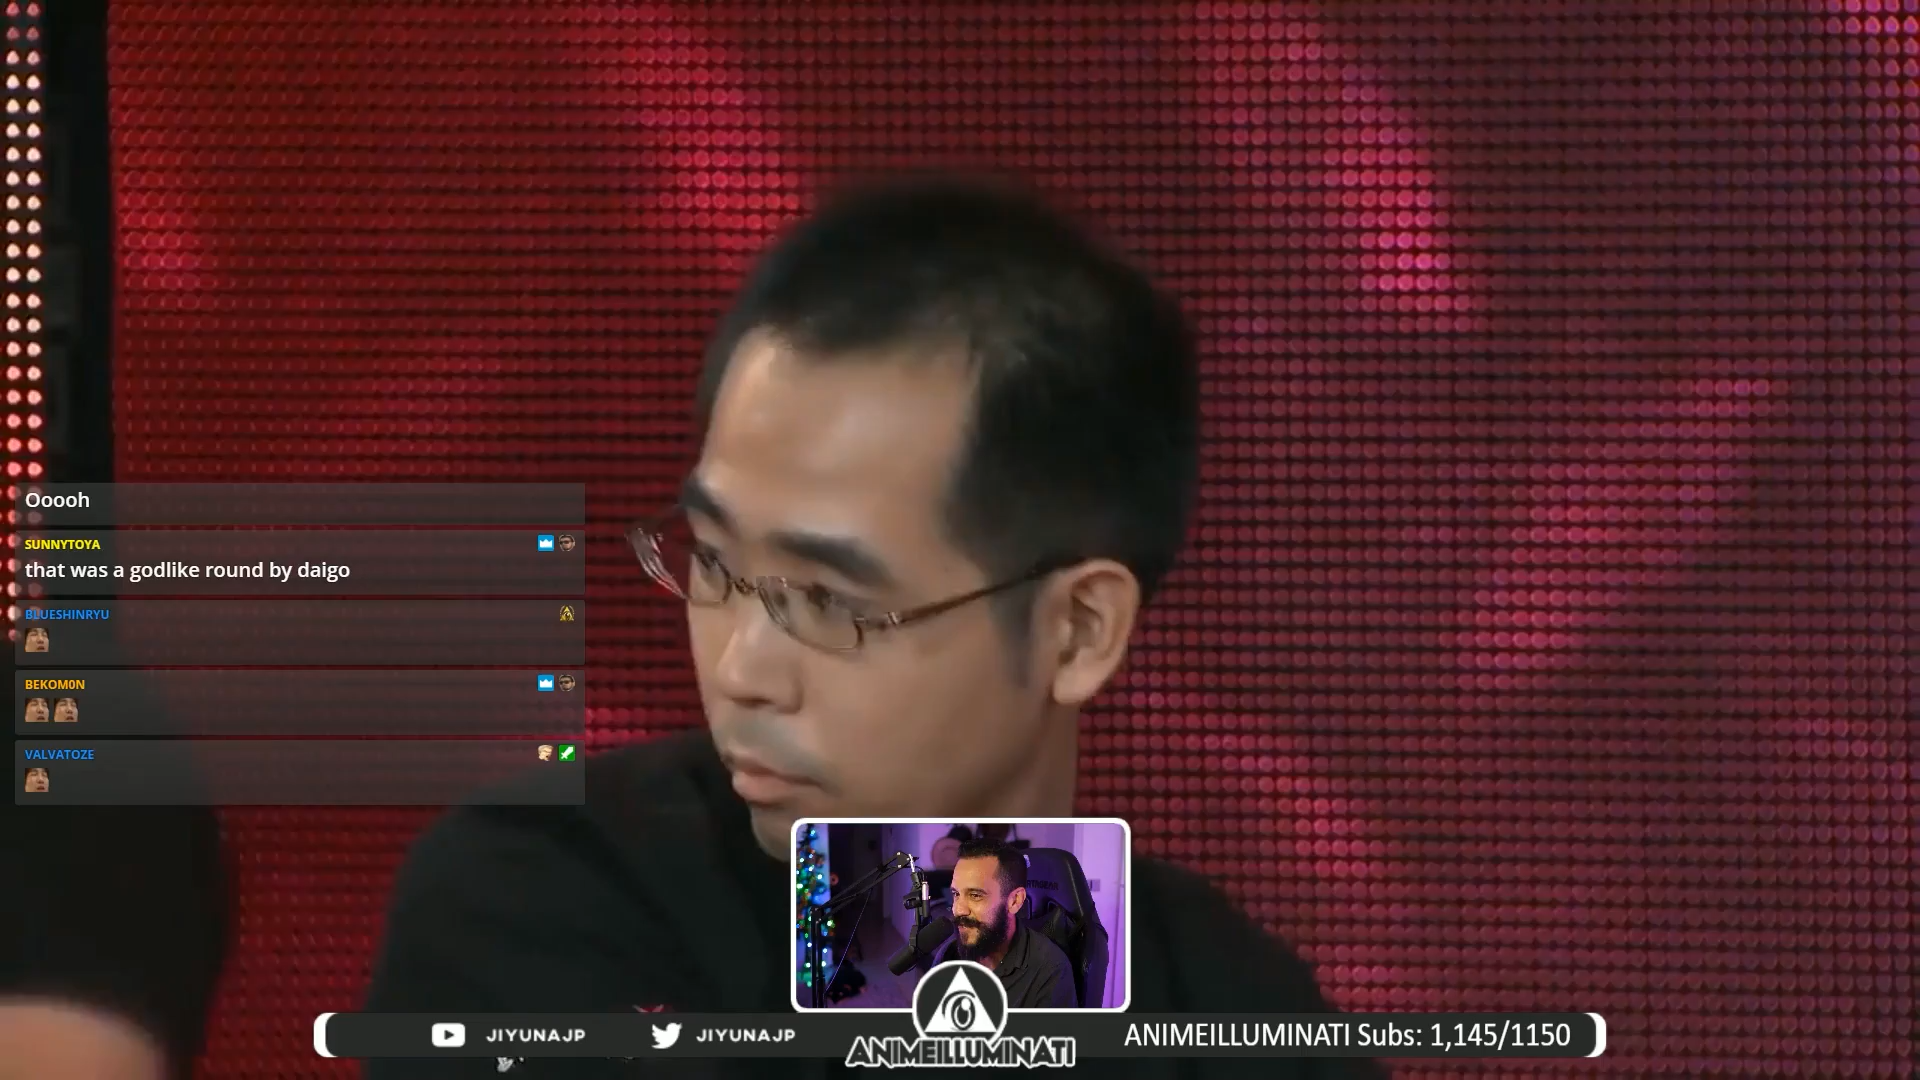 Ooooh
SUNNYTOYA
that was a godlike round by daigo
BLUESHINRYU
BEKOM0N
VALVATOZE
JIYUNAJP
JIYUNAJP
ANIMEILLUMINATI
ANIMEILLUMINATI Subs: 1,145/1150